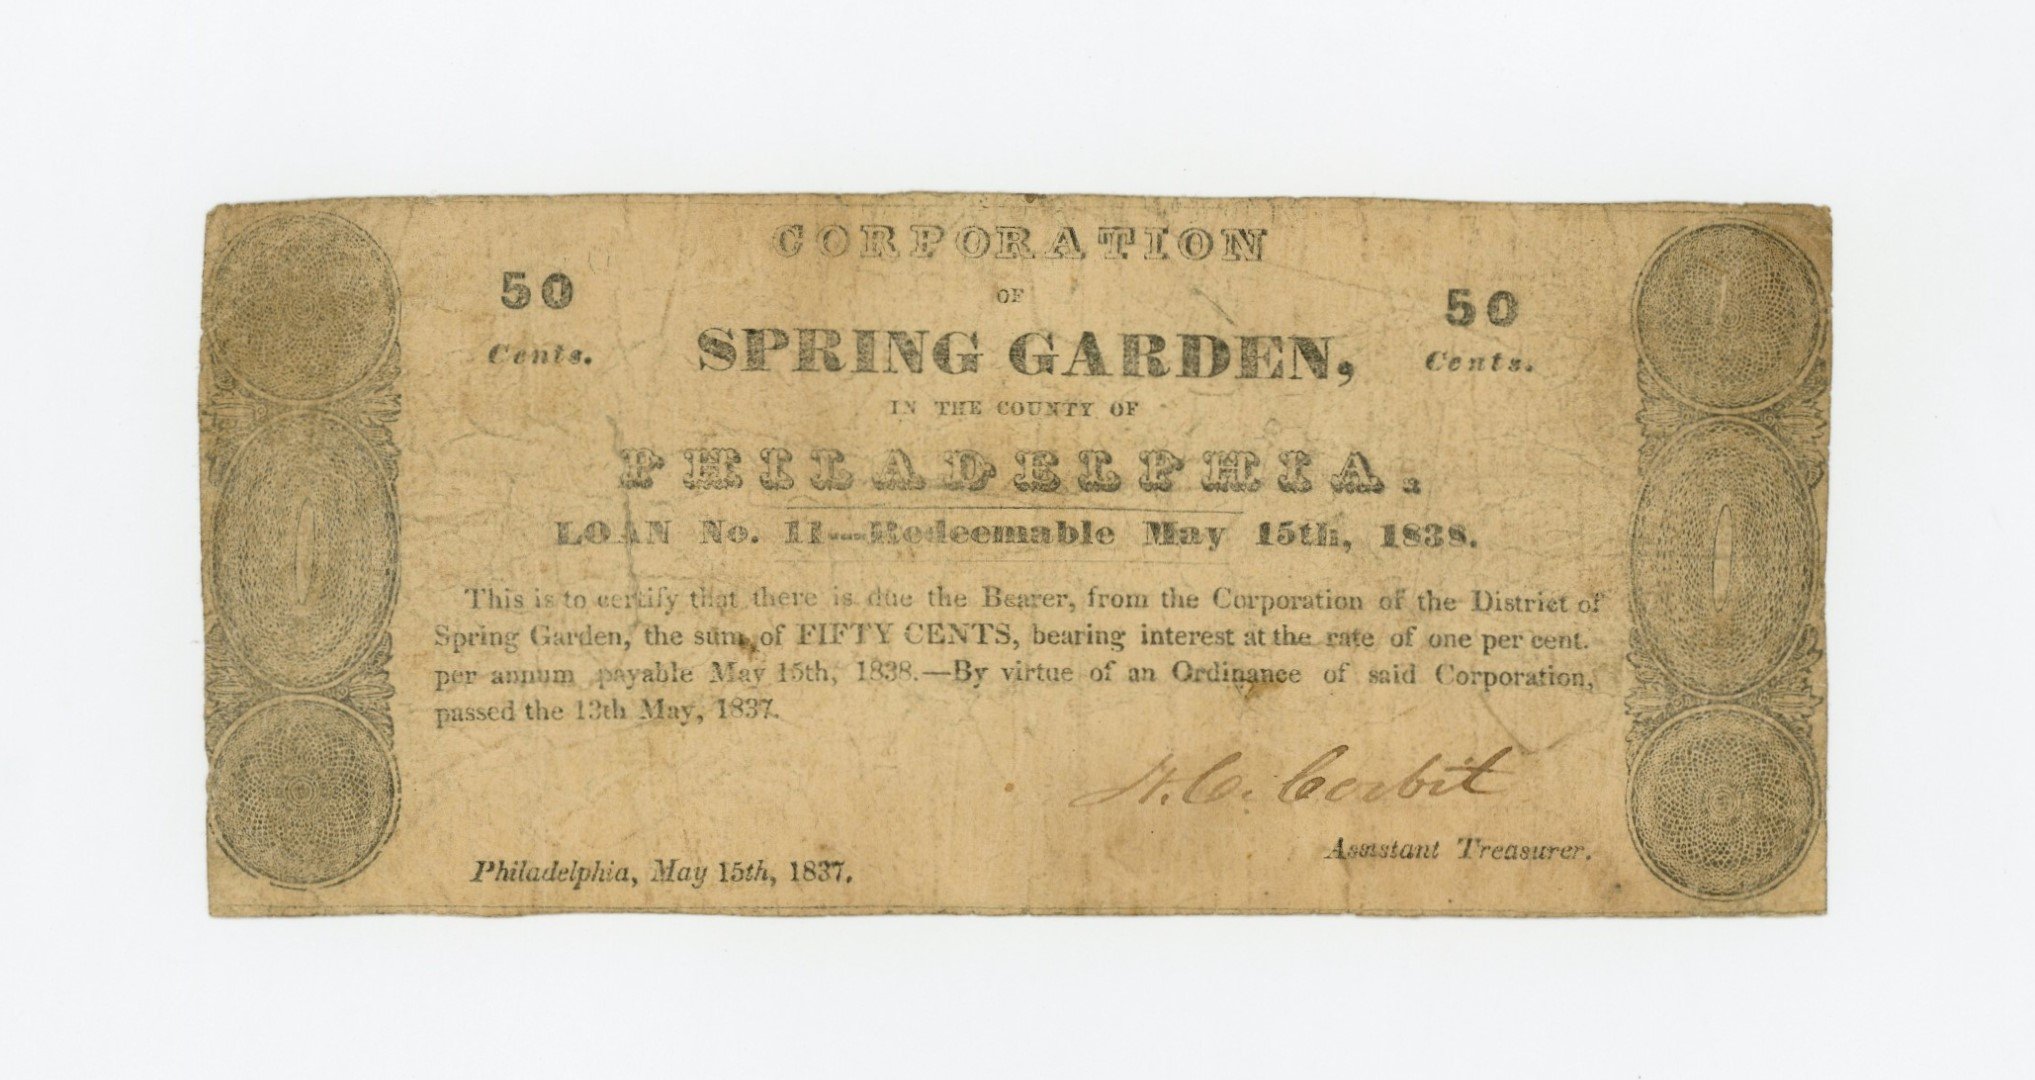 CORPORATION
OF
50 Cents.
SPRING GARDEN,
50 Cents.
IN THE COUNTY OF
PHILADELPHIA.
LOAN No. 11—Redeemable May 15th, 1838.
This is to certify that there is due the Bearer, from the Corporation of the District of
Spring Garden, the sum of FIFTY CENTS, bearing interest at the rate of one per cent.
per annum payable May 15th, 1838.—By virtue of an Ordinance of said Corporation,
passed the 13th May, 1837.
H. C. Corbit
Assistant Treasurer.
Philadelphia, May 15th, 1837.